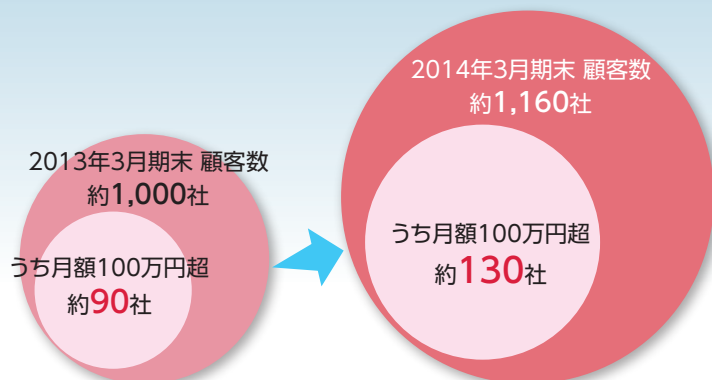 2013年3月期末 顧客数
約1,000社
うち月額100万円超
約90社
2014年3月期末 顧客数
約1,160社
うち月額100万円超
約130社